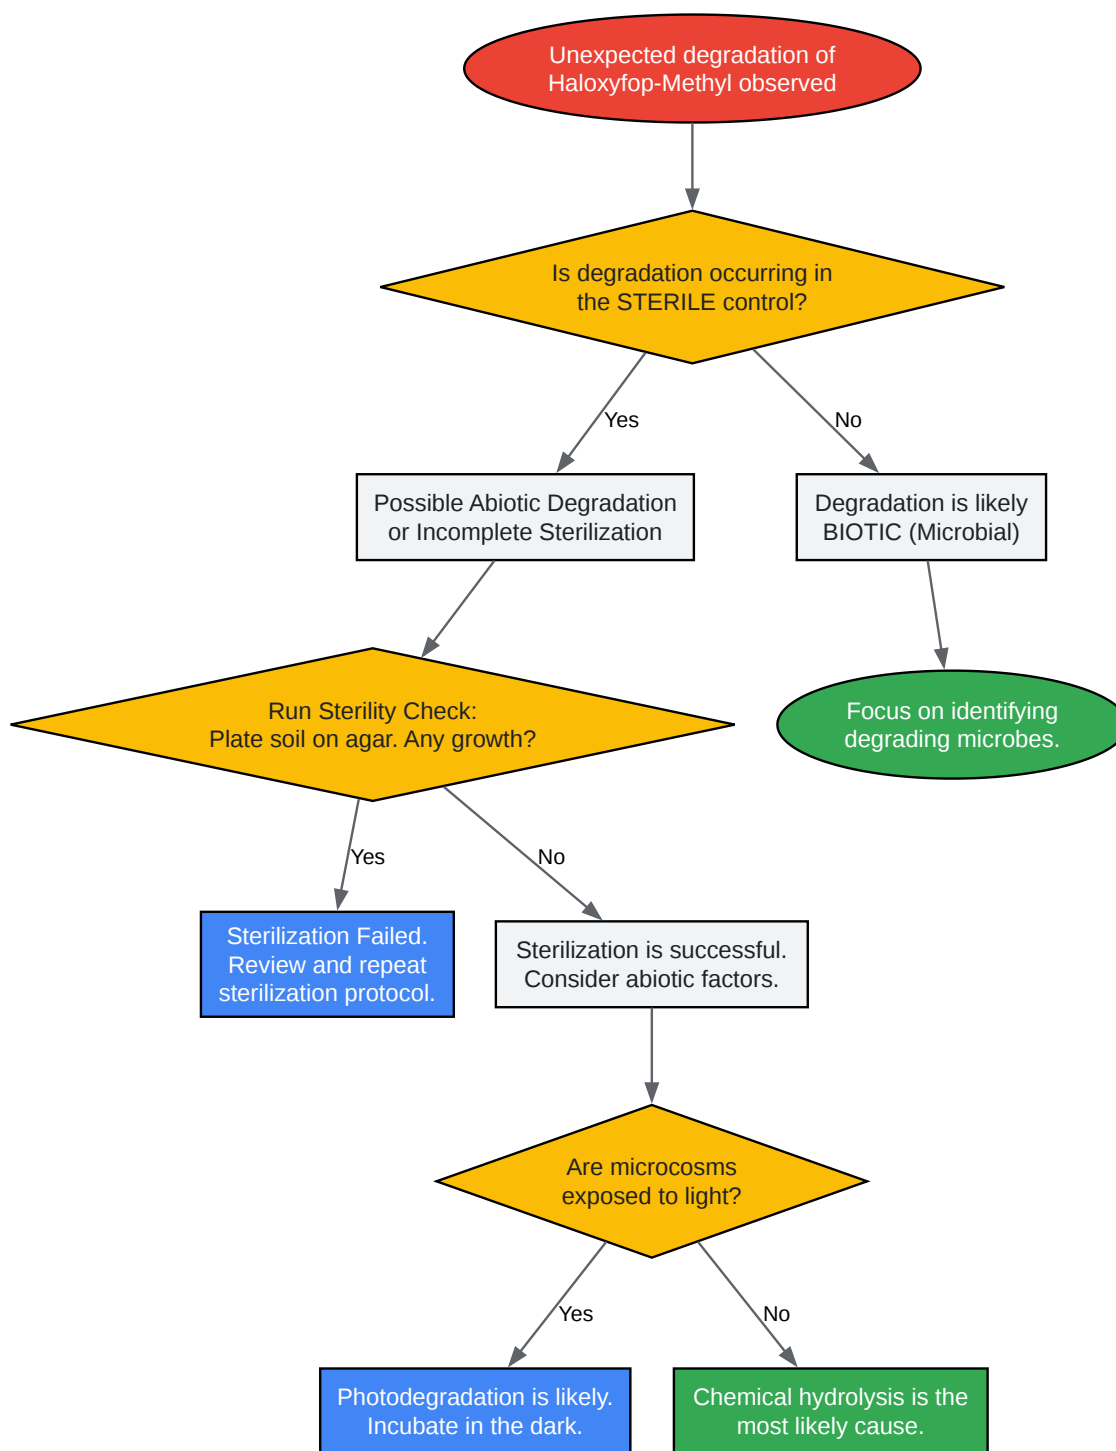 Unexpected degradation of
Haloxyfop-Methyl observed
Is degradation occurring in
the STERILE control?
Yes
No
Possible Abiotic Degradation
or Incomplete Sterilization
Degradation is likely
BIOTIC (Microbial)
Run Sterility Check:
Plate soil on agar. Any growth?
Focus on identifying
degrading microbes.
Yes
No
Sterilization Failed.
Review and repeat
sterilization protocol.
Sterilization is successful.
Consider abiotic factors.
Are microcosms
exposed to light?
Yes
No
Photodegradation is likely.
Incubate in the dark.
Chemical hydrolysis is the
most likely cause.